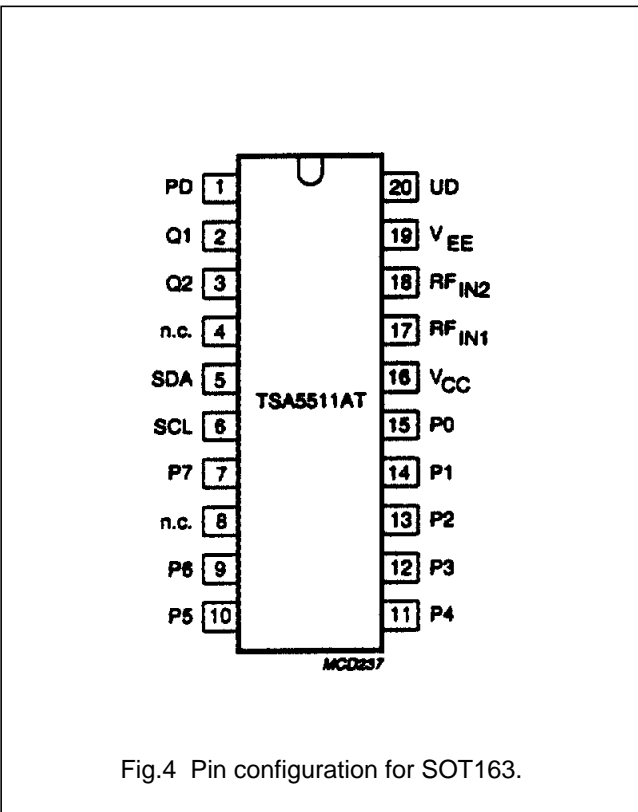 PD 1 20 UD
Q1 2 19 VEE
Q2 3 18 RFIN2
n.c. 4 17 RFIN1
SDA 5 16 VCC
TSA5511AT
SCL 6 15 P0
P7 7 14 P1
n.c. 8 13 P2
P6 9 12 P3
P5 10 11 P4
MCD237
Fig.4 Pin configuration for SOT163.